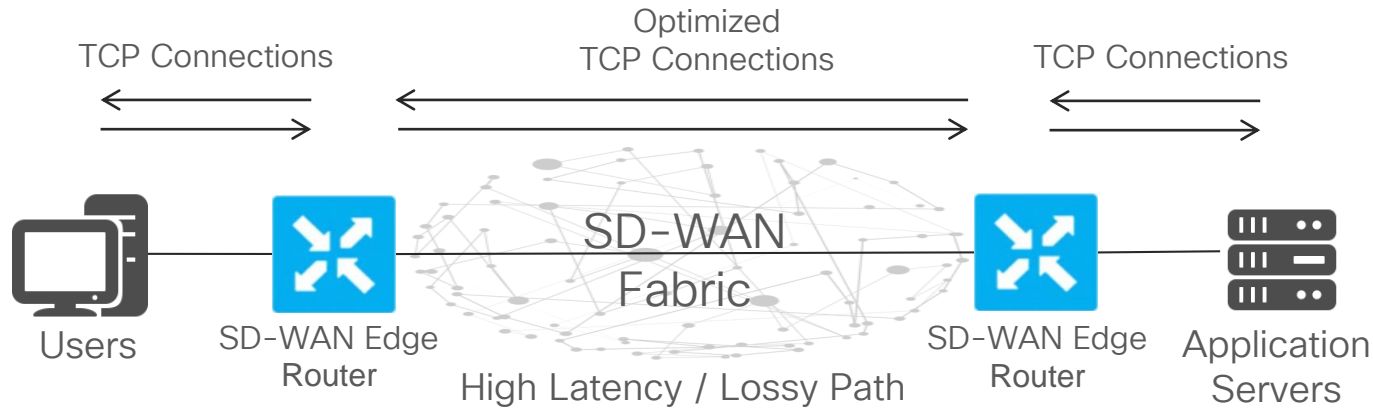 Optimized
TCP Connections
TCP Connections
TCP Connections
SD-WAN
Fabric
Users
SD-WAN Edge
Router
High Latency / Lossy Path
SD-WAN Edge
Router
Application
Servers